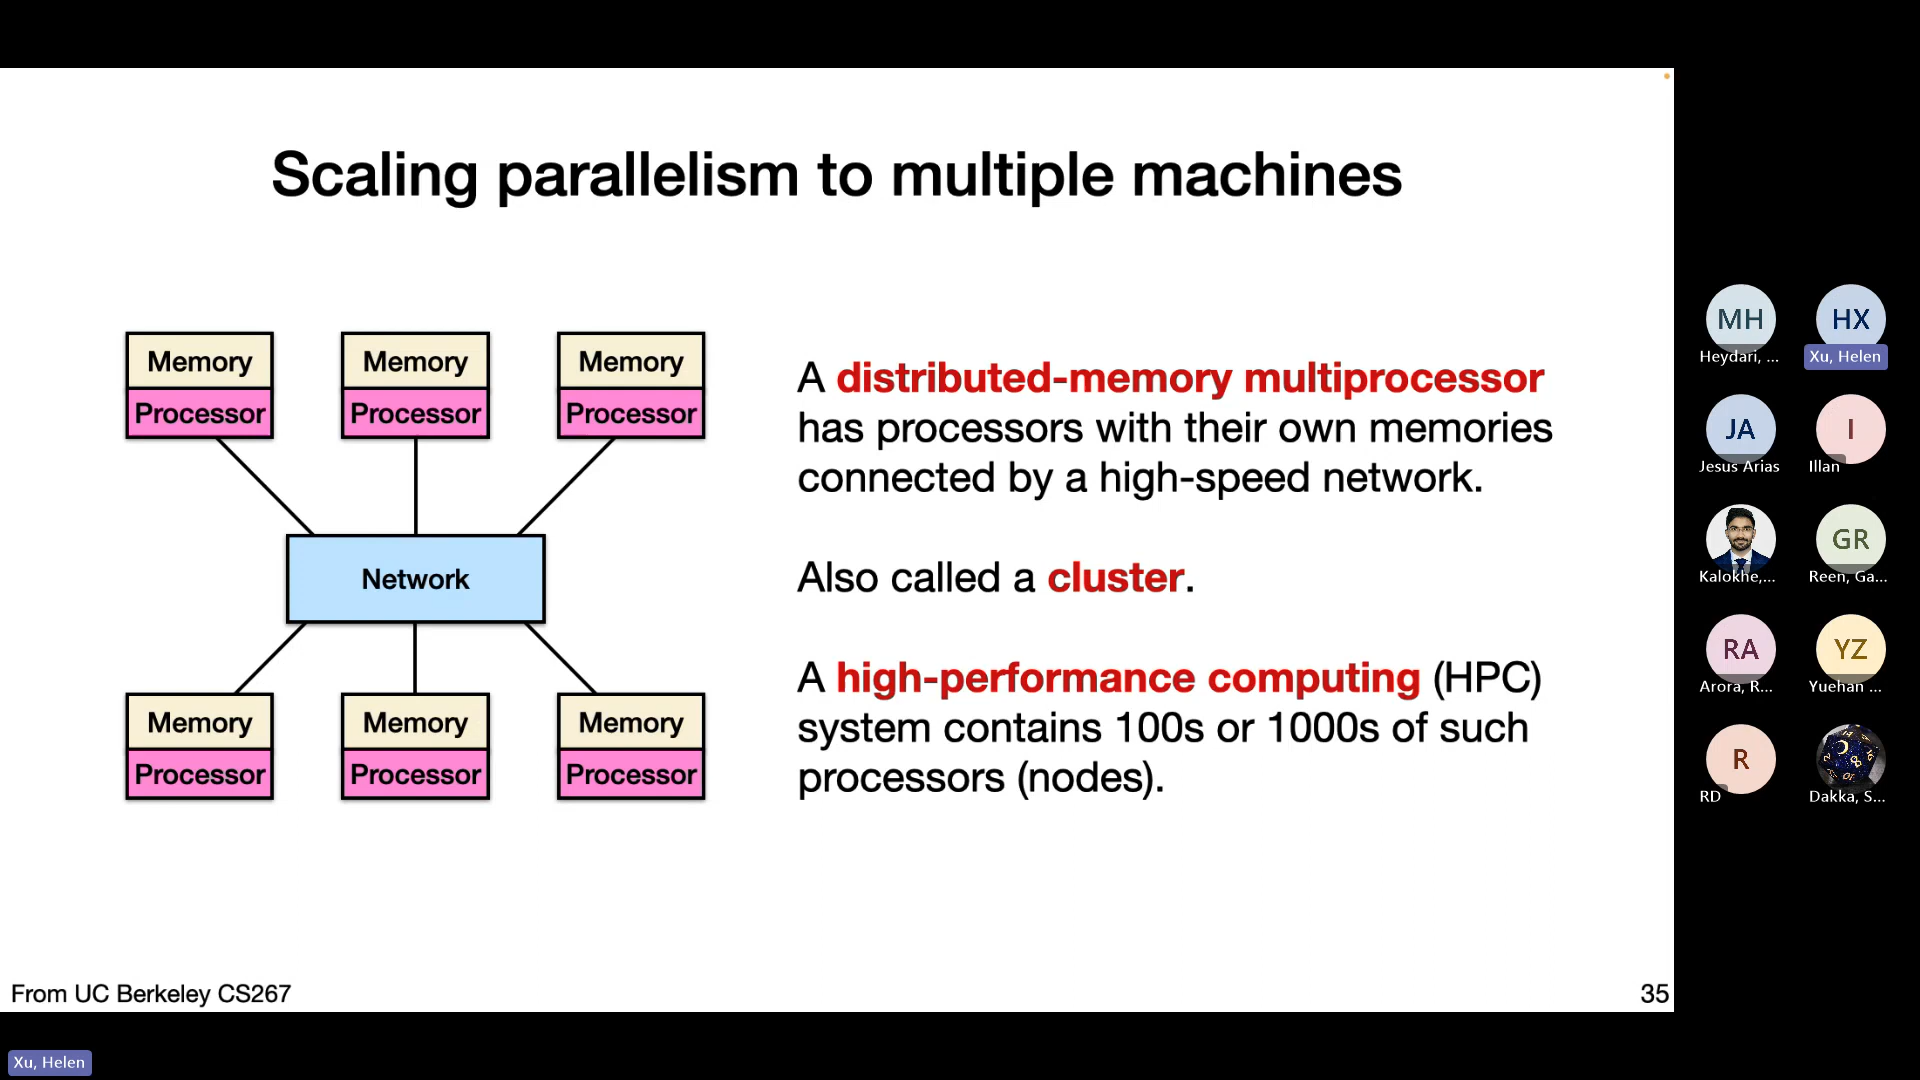 Scaling parallelism to multiple machines
Memory
Processor
Memory
Processor
Memory
Processor
Network
Memory
Processor
Memory
Processor
Memory
Processor
A distributed-memory multiprocessor
has processors with their own memories
connected by a high-speed network.
Also called a cluster.
A high-performance computing (HPC)
system contains 100s or 1000s of such
processors (nodes).
From UC Berkeley CS267
35
MH
Heydari, ...
HX
Xu, Helen
JA
Jesus Arias
I
Illan
Kalokhe,...
GR
Reen, Ga...
RA
Arora, R...
YZ
Yuehan ...
R
RD
Dakka, S...
Xu, Helen